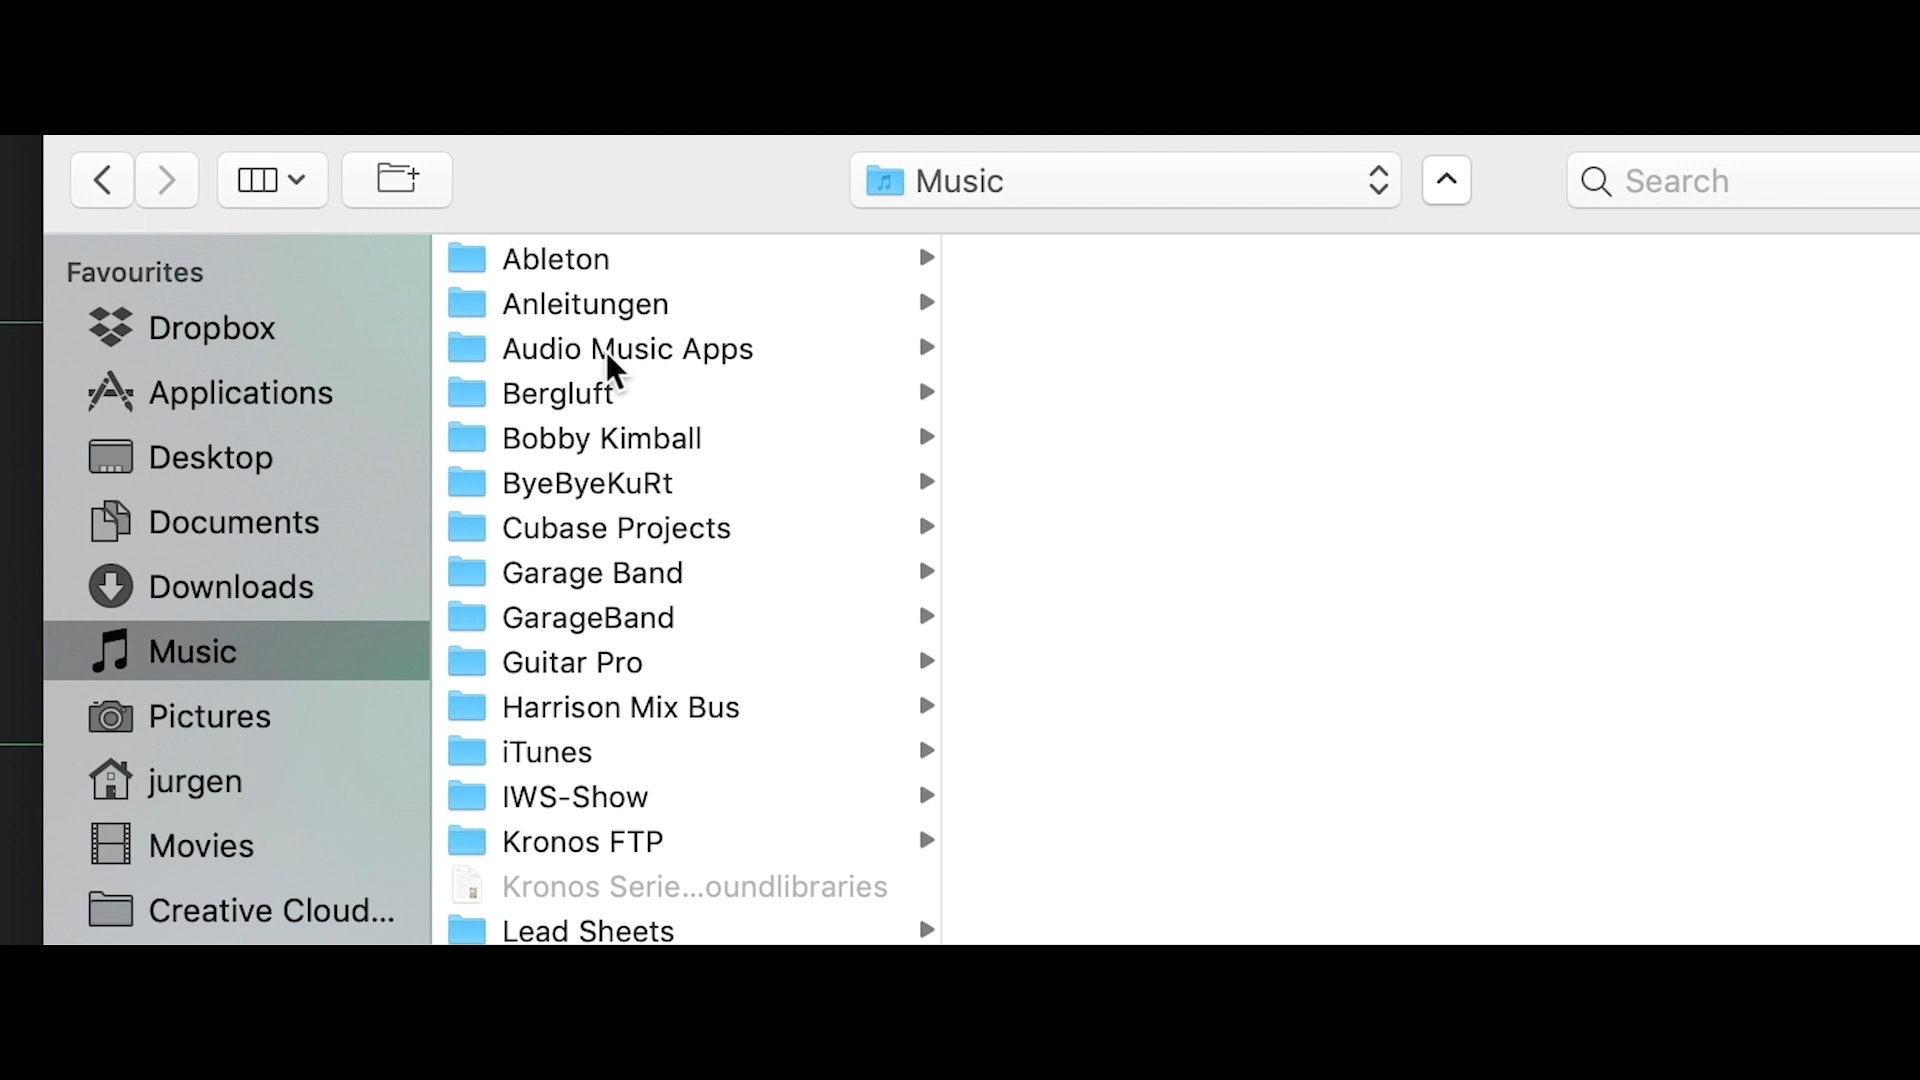 Music
Search
Favourites
Dropbox
Applications
Desktop
Documents
Downloads
Music
Pictures
jurgen
Movies
Creative Cloud...
Ableton
Anleitungen
Audio Music Apps
Bergluft
Bobby Kimball
ByeByeKuRt
Cubase Projects
Garage Band
GarageBand
Guitar Pro
Harrison Mix Bus
iTunes
IWS-Show
Kronos FTP
Kronos Serie...oundlibraries
Lead Sheets